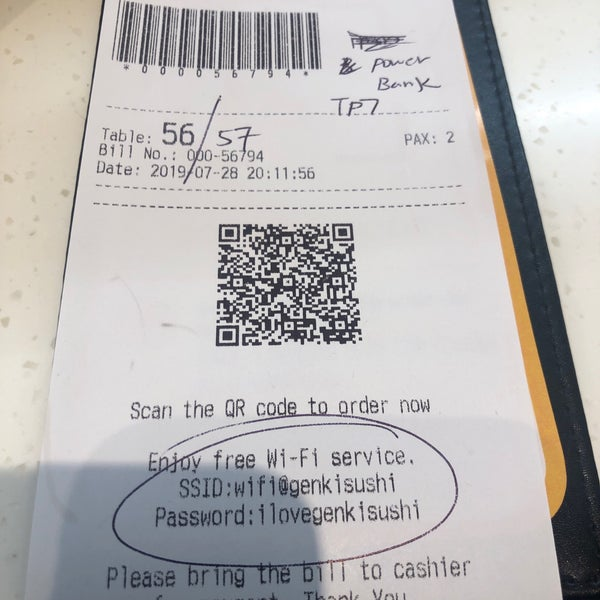 *000056794*
& Power
Bank
TP7
Table: 56/57
PAX: 2
Bill No.: 000-56794
Date: 2019-07-28 20:11:56
Scan the QR code to order now
Enjoy free Wi-Fi service.
SSID:wifi@genkisushi
Password:ilovegenkisushi
Please bring the bill to cashier
for payment. Thank You